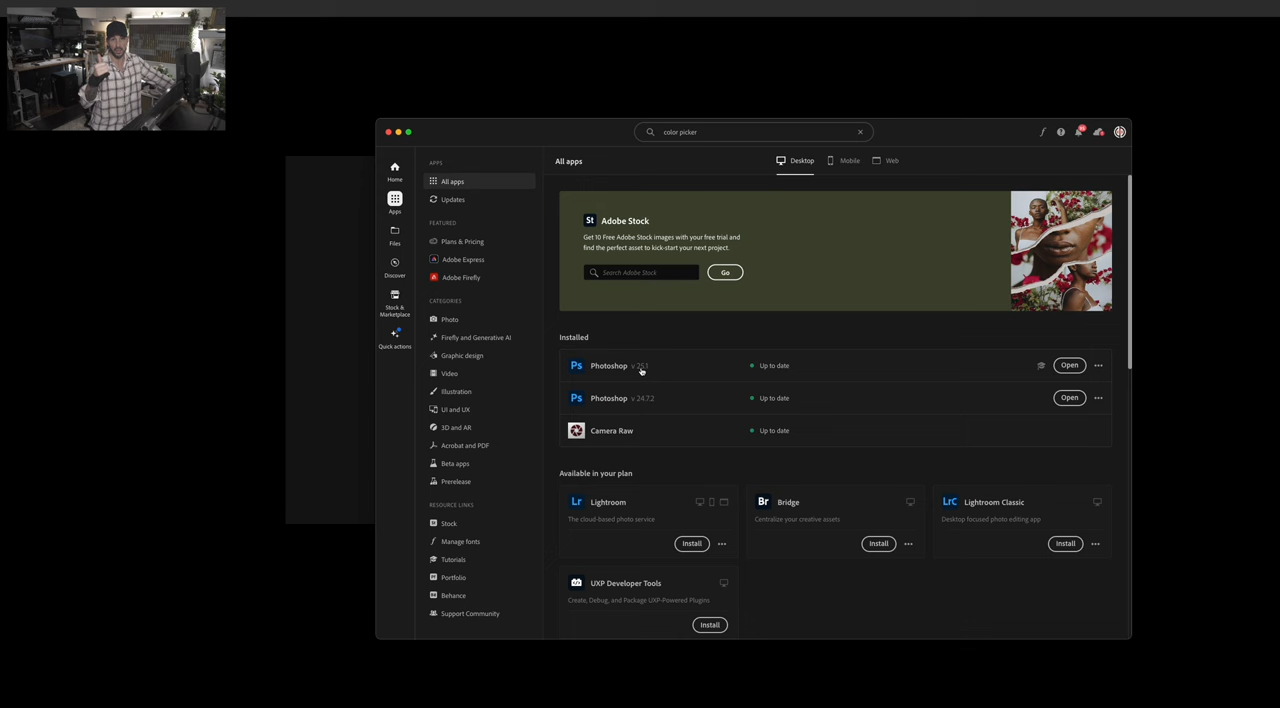 color picker
95
Home
Apps
Files
Discover
Stock &
Marketplace
Quick actions
APPS
All apps
Updates
FEATURED
Plans & Pricing
Adobe Express
Adobe Firefly
CATEGORIES
Photo
Firefly and Generative AI
Graphic design
Video
Illustration
UI and UX
3D and AR
Acrobat and PDF
Beta apps
Prerelease
RESOURCE LINKS
Stock
Manage fonts
Tutorials
Portfolio
Behance
Support Community
All apps
Desktop
Mobile
Web
St Adobe Stock
Get 10 Free Adobe Stock images with your free trial and
find the perfect asset to kick-start your next project.
Search Adobe Stock
Go
Installed
Ps Photoshop v 25.1 Up to date Open
Ps Photoshop v 24.7.2 Up to date Open
Camera Raw Up to date
Available in your plan
Lr Lightroom
The cloud-based photo service
Install
Br Bridge
Centralize your creative assets
Install
LrC Lightroom Classic
Desktop focused photo editing app
Install
UXP Developer Tools
Create, Debug, and Package UXP-Powered Plugins
Install